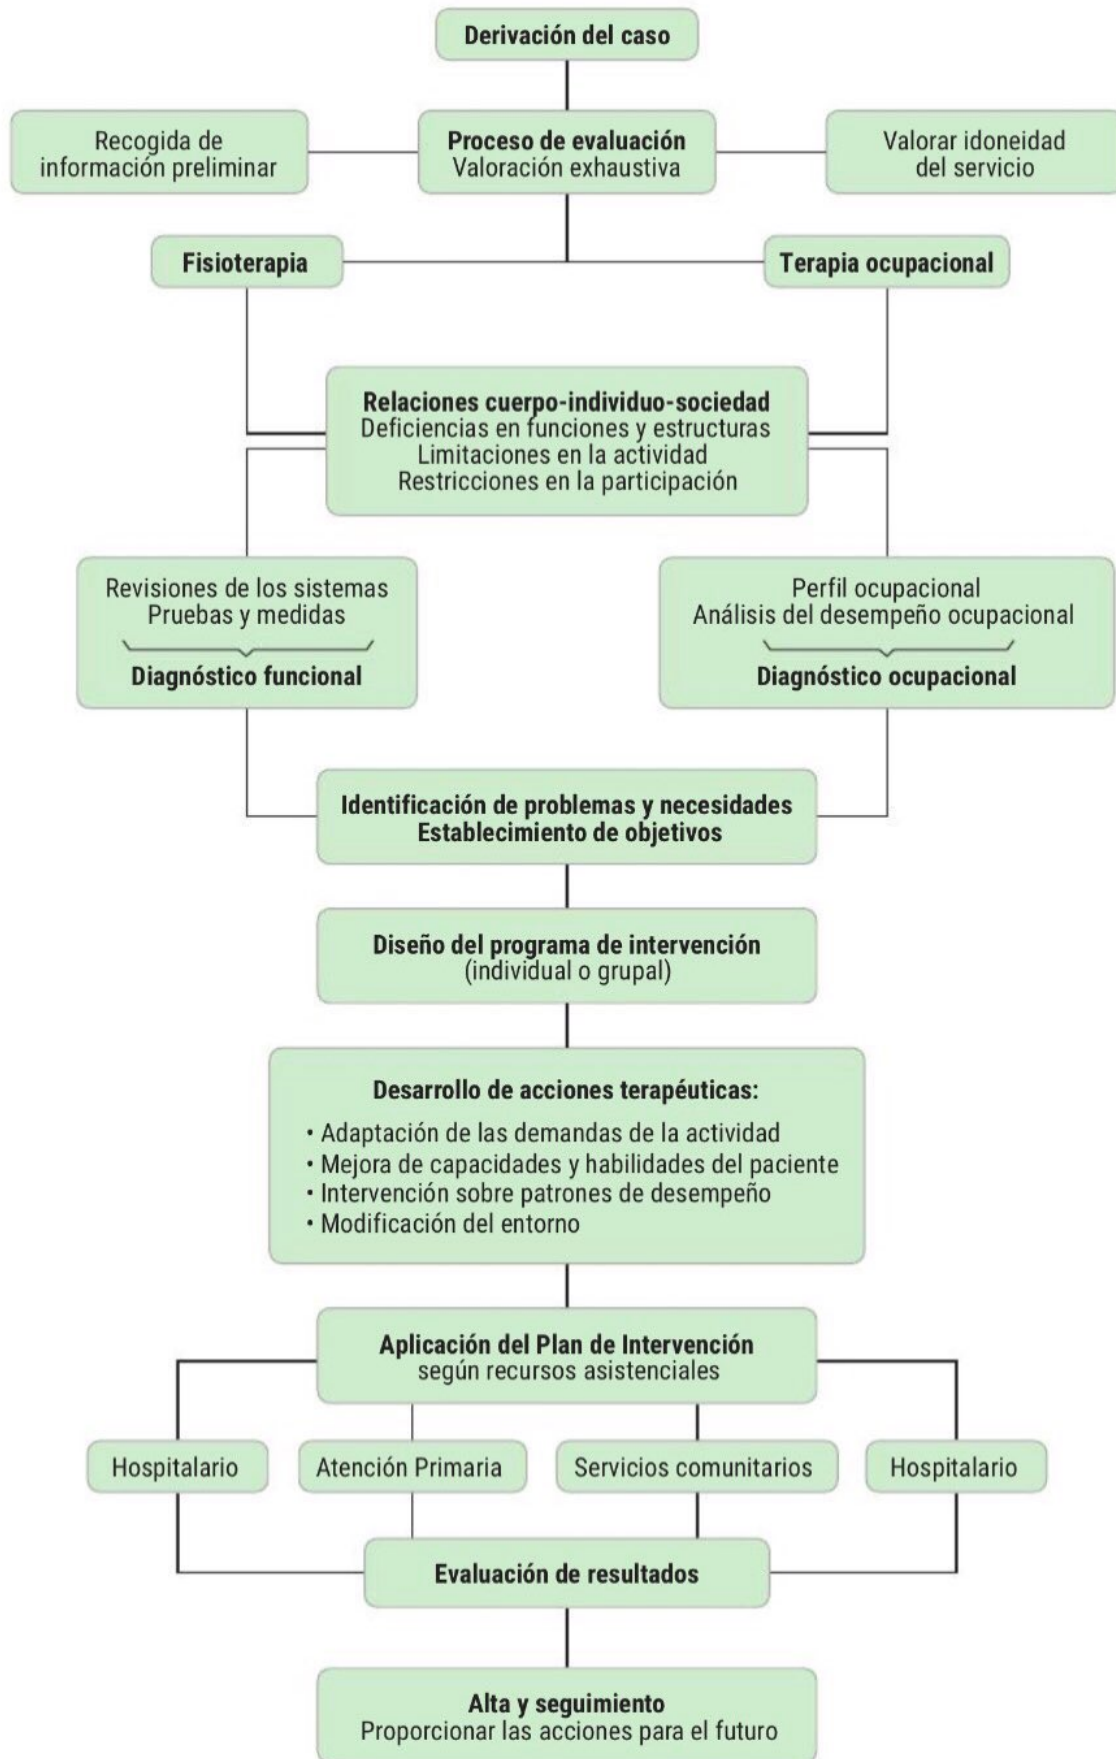 Derivación del caso
Recogida de
información preliminar
Proceso de evaluación
Valoración exhaustiva
Valorar idoneidad
del servicio
Fisioterapia
Terapia ocupacional
Relaciones cuerpo-individuo-sociedad
Deficiencias en funciones y estructuras
Limitaciones en la actividad
Restricciones en la participación
Revisiones de los sistemas
Pruebas y medidas
Diagnóstico funcional
Perfil ocupacional
Análisis del desempeño ocupacional
Diagnóstico ocupacional
Identificación de problemas y necesidades
Establecimiento de objetivos
Diseño del programa de intervención
(individual o grupal)
Desarrollo de acciones terapéuticas:
• Adaptación de las demandas de la actividad
• Mejora de capacidades y habilidades del paciente
• Intervención sobre patrones de desempeño
• Modificación del entorno
Aplicación del Plan de Intervención
según recursos asistenciales
Hospitalario
Atención Primaria
Servicios comunitarios
Hospitalario
Evaluación de resultados
Alta y seguimiento
Proporcionar las acciones para el futuro